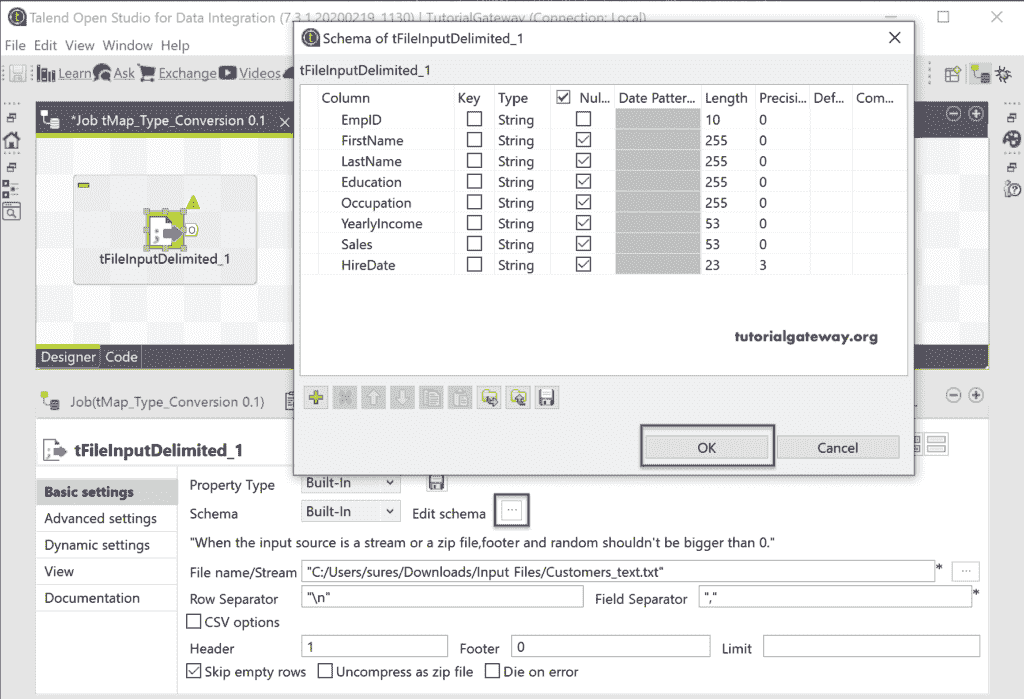 Talend Open Studio for Data Integration (7.3.1.20200219_1130) | TutorialGateway (Connection: Local)
File Edit View Window Help
Learn Ask Exchange Videos
*Job tMap_Type_Conversion 0.1
tFileInputDelimited_1
Designer Code
Schema of tFileInputDelimited_1
tFileInputDelimited_1
Column Key Type Nul... Date Patter... Length Precisi... Def... Com...
EmpID String 10 0
FirstName String 255 0
LastName String 255 0
Education String 255 0
Occupation String 255 0
YearlyIncome String 53 0
Sales String 53 0
HireDate String 23 3
tutorialgateway.org
OK Cancel
Job(tMap_Type_Conversion 0.1)
tFileInputDelimited_1
Basic settings
Advanced settings
Dynamic settings
View
Documentation
Property Type Built-In
Schema Built-In Edit schema ...
"When the input source is a stream or a zip file,footer and random shouldn't be bigger than 0."
File name/Stream "C:/Users/sures/Downloads/Input Files/Customers_text.txt" * ...
Row Separator "\n" Field Separator "," *
CSV options
Header 1 Footer 0 Limit
Skip empty rows Uncompress as zip file Die on error